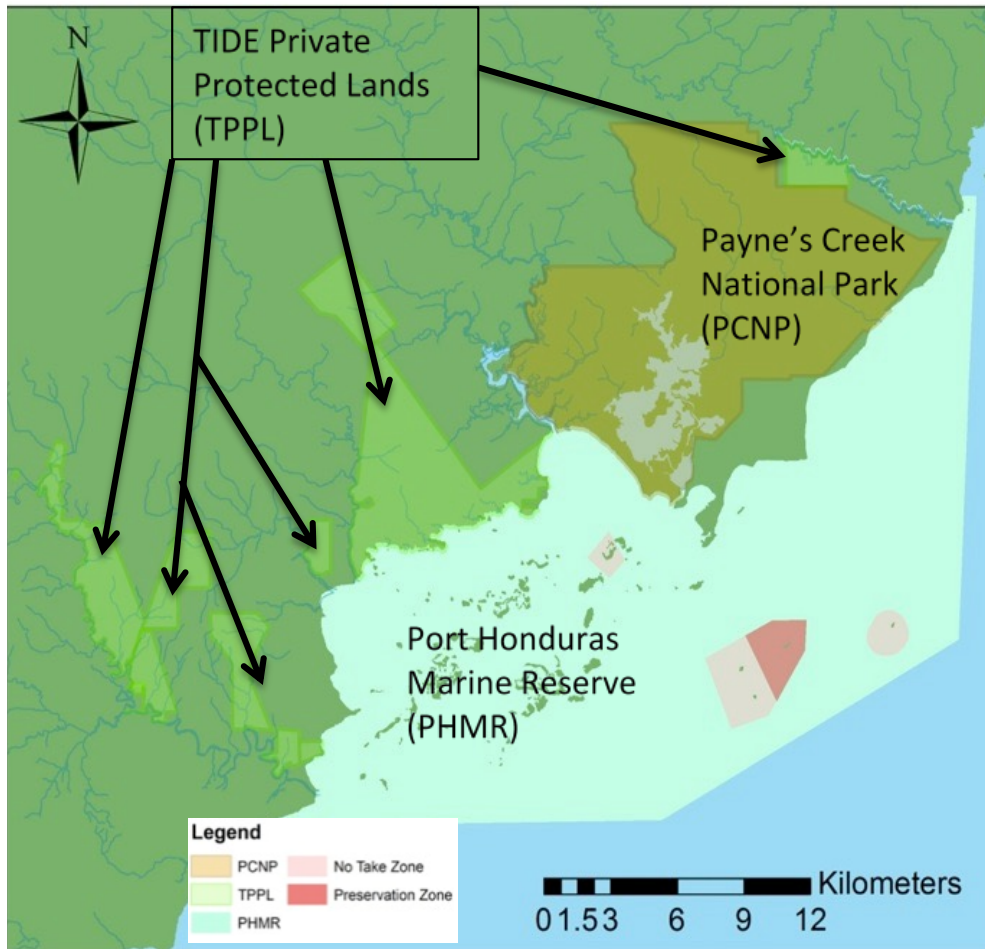 N
TIDE Private
Protected Lands
(TPPL)
Payne’s Creek
National Park
(PCNP)
Port Honduras
Marine Reserve
(PHMR)
Legend
PCNP No Take Zone
TPPL Preservation Zone
PHMR
Kilometers
0 1.5 3 6 9 12